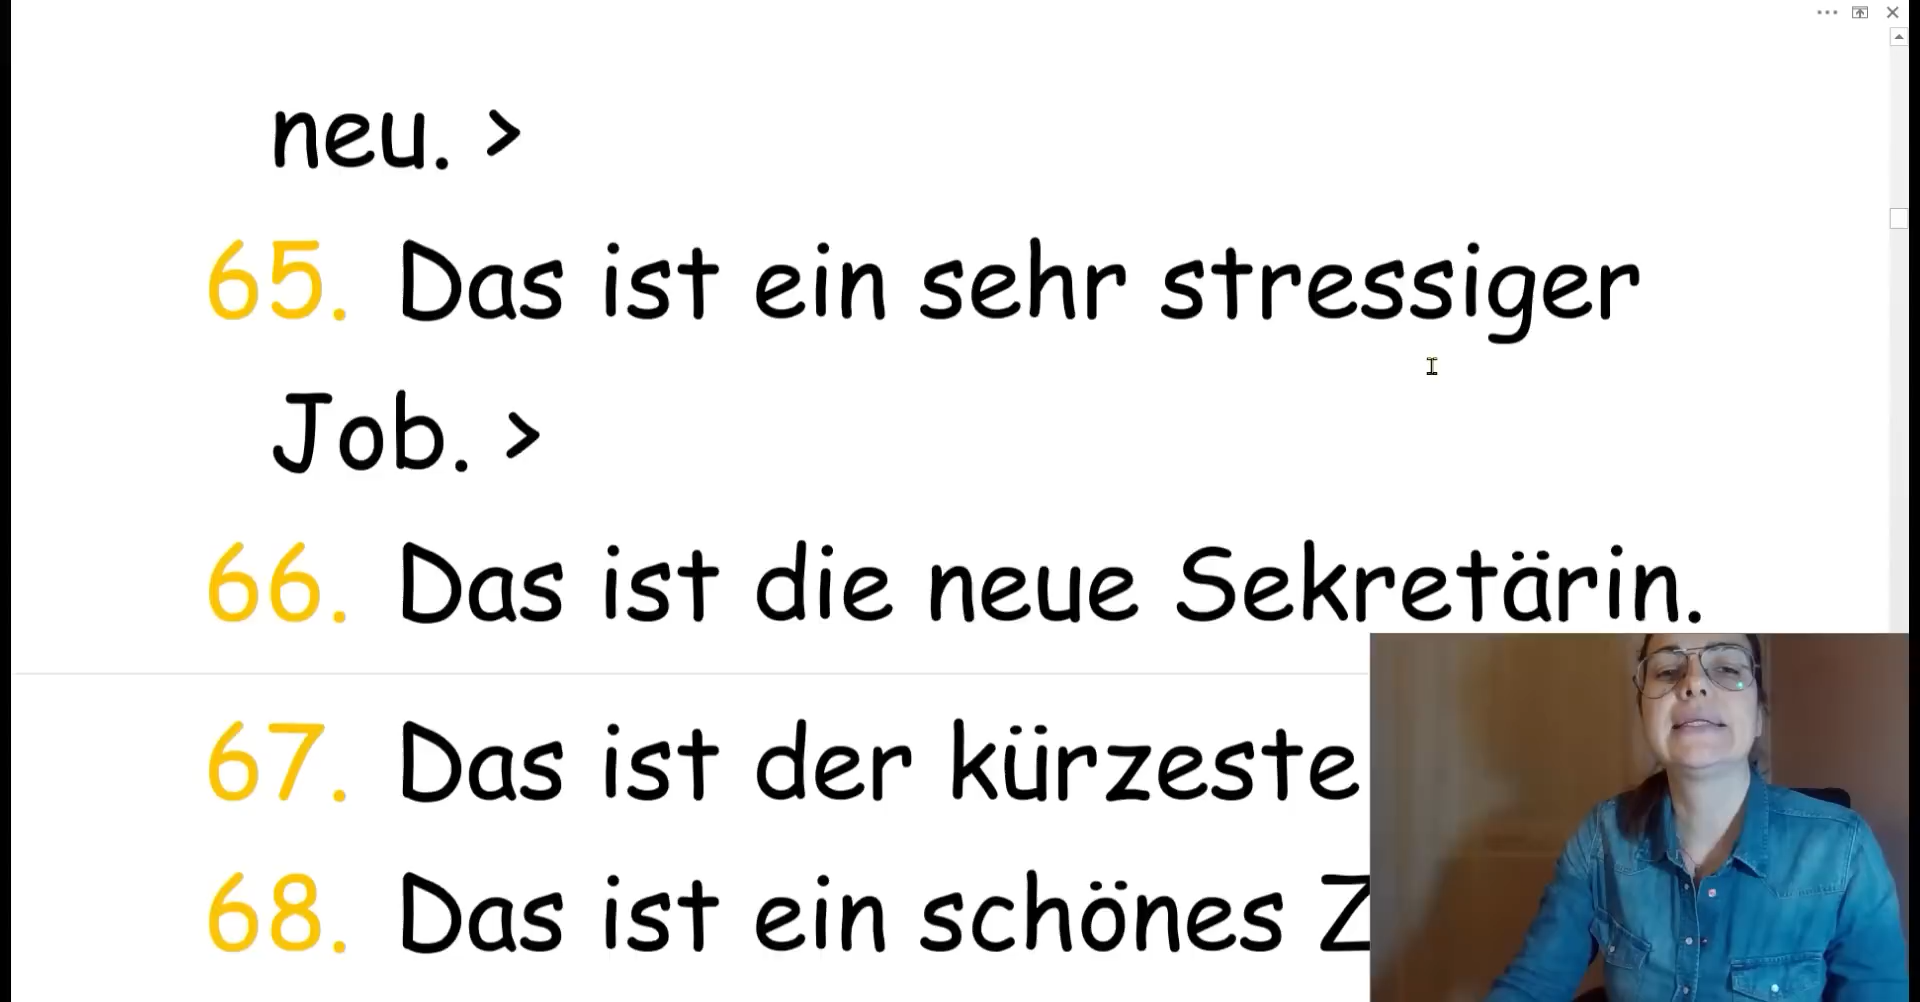 neu. >
65. Das ist ein sehr stressiger
Job. >
66. Das ist die neue Sekretärin.
67. Das ist der kürzeste
68. Das ist ein schönes